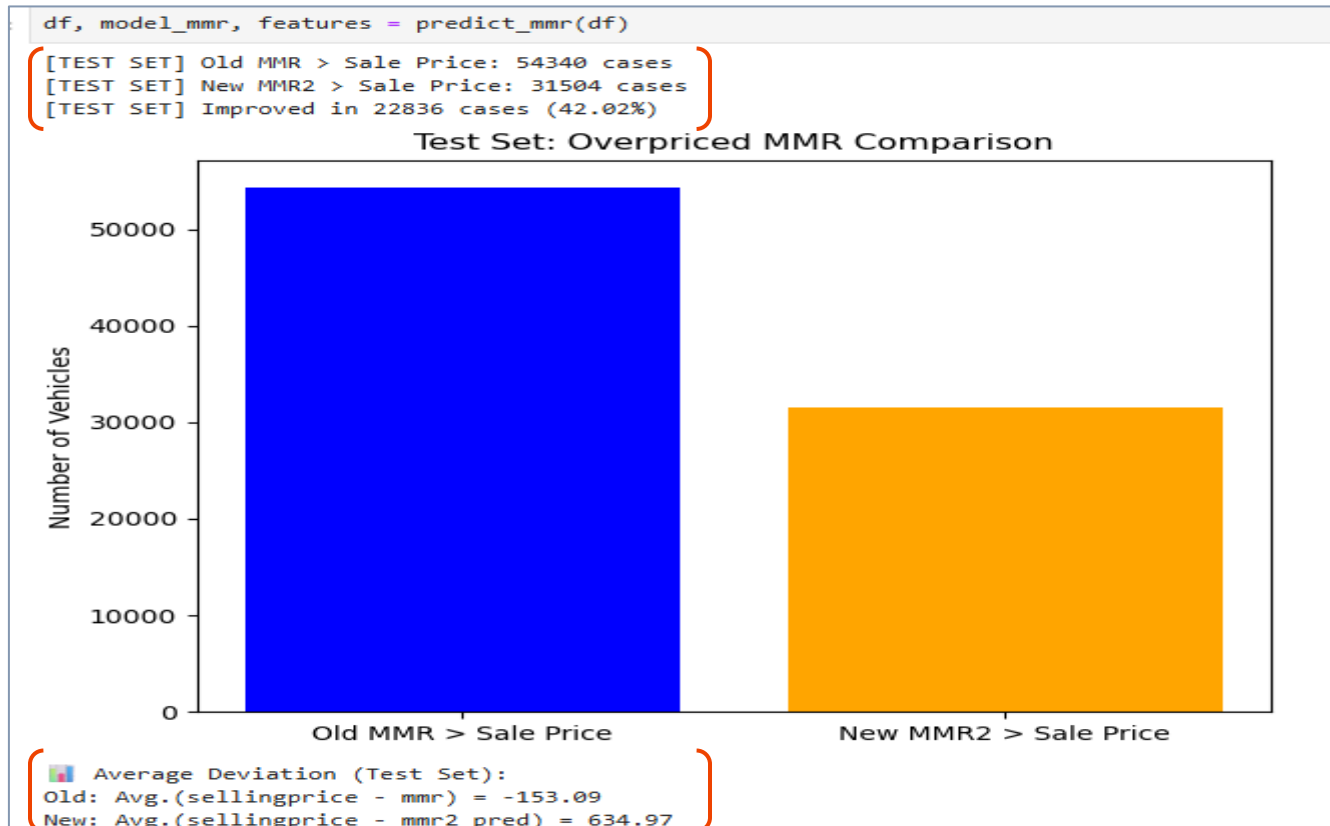 df, model_mmr, features = predict_mmr(df)
[TEST SET] Old MMR > Sale Price: 54340 cases
[TEST SET] New MMR2 > Sale Price: 31504 cases
[TEST SET] Improved in 22836 cases (42.02%)
Test Set: Overpriced MMR Comparison
Number of Vehicles
50000
40000
30000
20000
10000
0
Old MMR > Sale Price
New MMR2 > Sale Price
📊 Average Deviation (Test Set):
Old: Avg.(sellingprice - mmr) = -153.09
New: Avg.(sellingprice - mmr2_pred) = 634.97